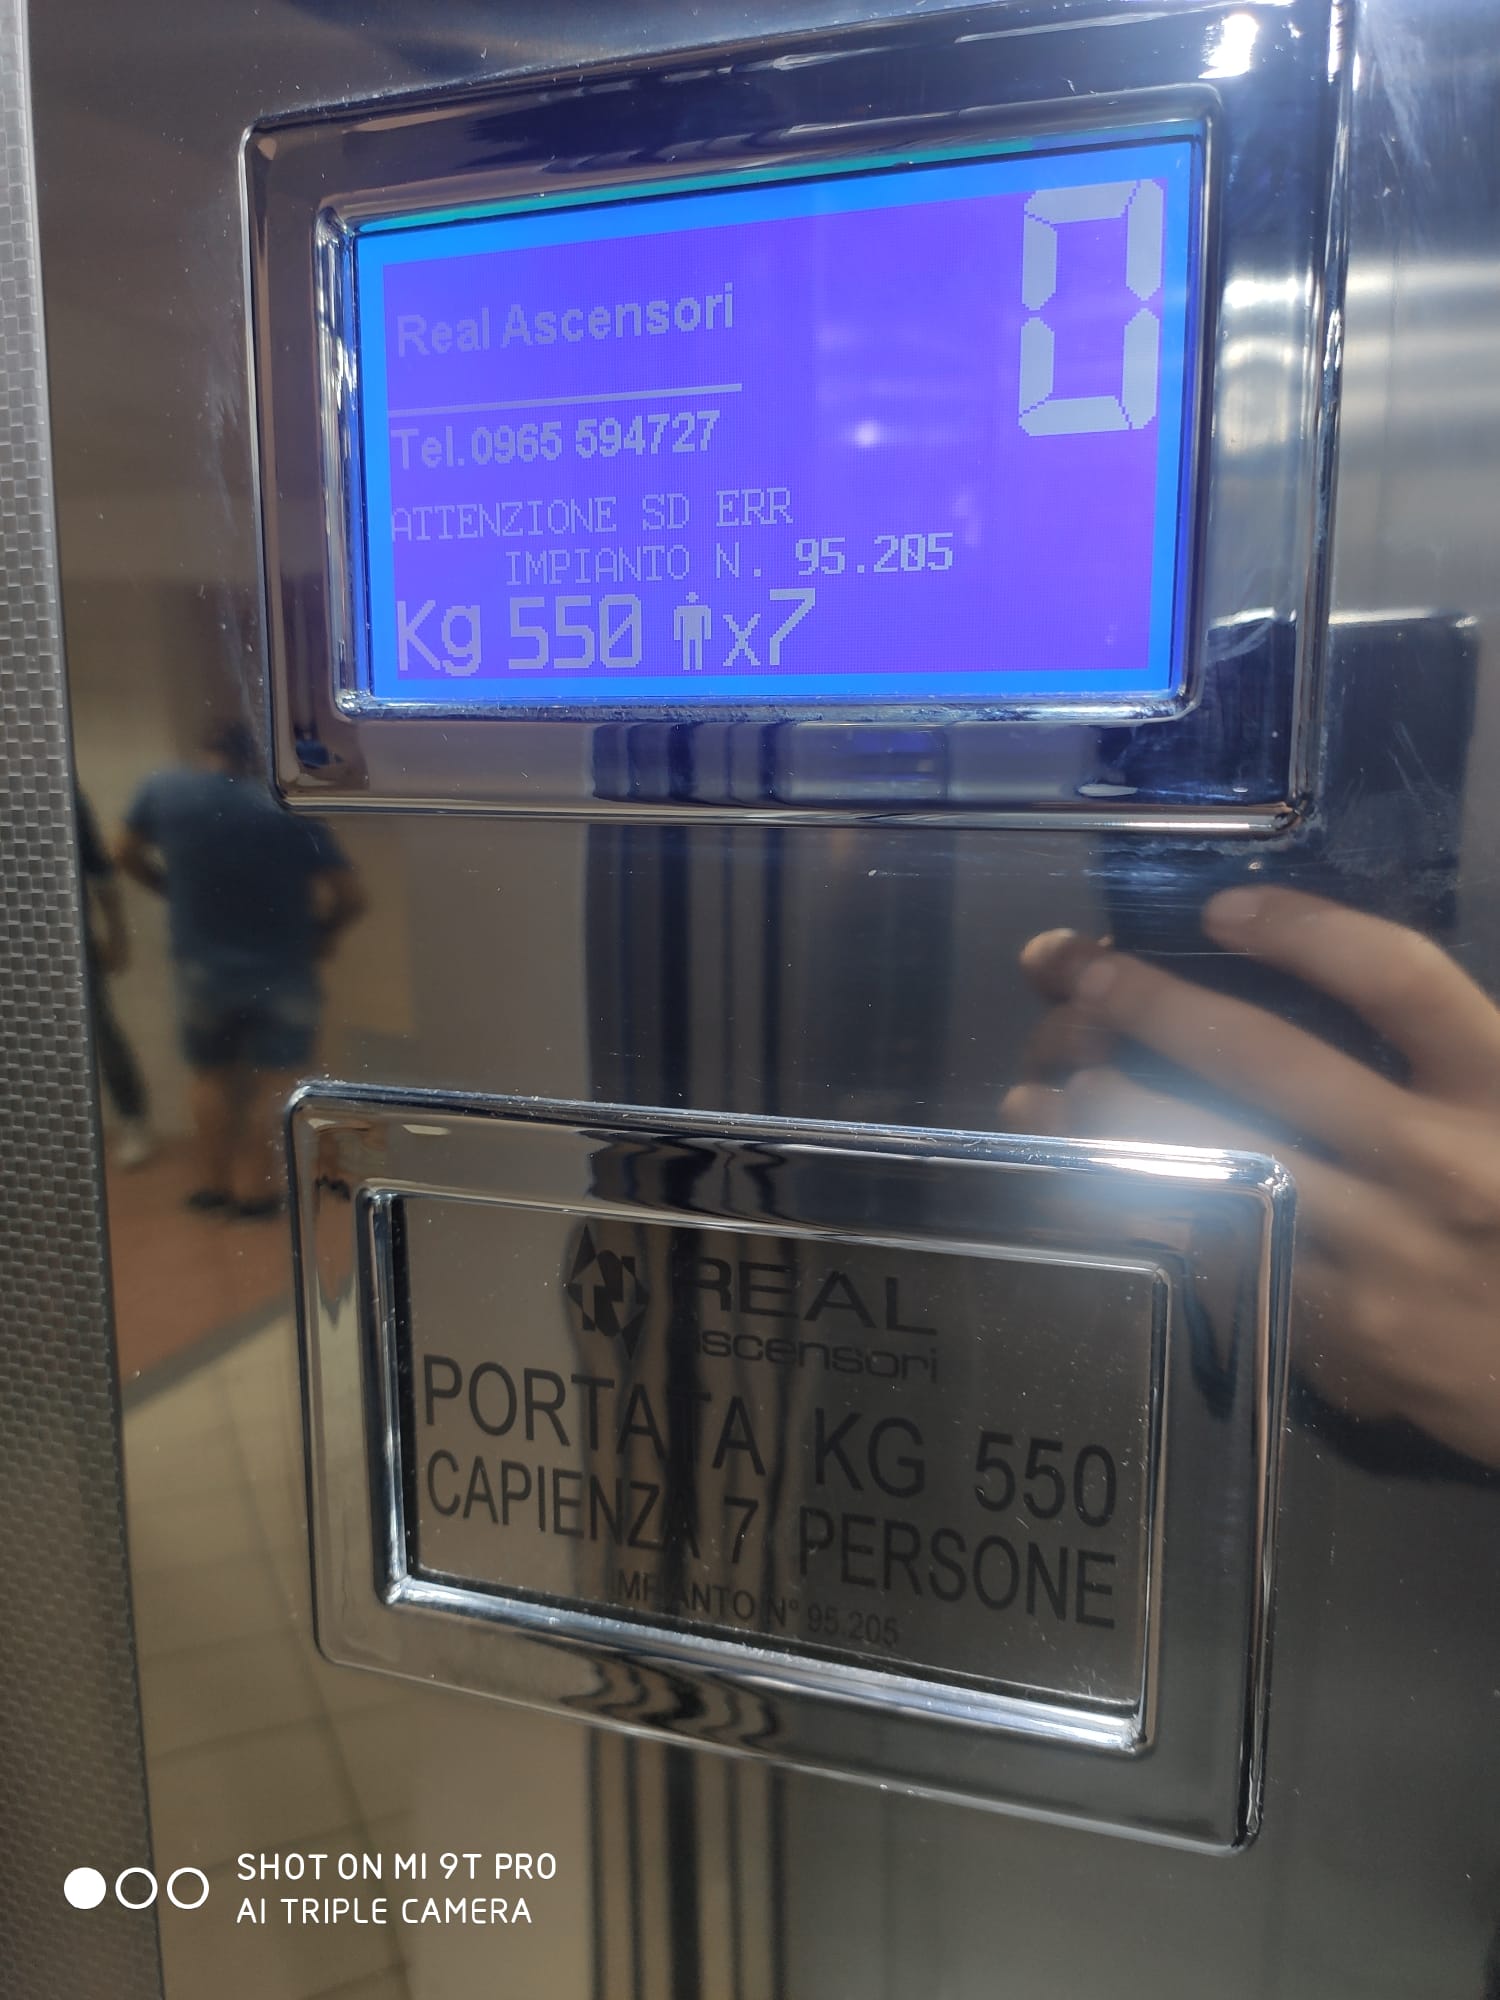 0
Real Ascensori
Tel.0965 594727
ATTENZIONE SD ERR
IMPIANTO N. 95.205
Kg 550 x7
REAL
ascensori
PORTATA KG 550
CAPIENZA 7 PERSONE
IMPIANTO N° 95.205
SHOT ON MI 9T PRO
AI TRIPLE CAMERA